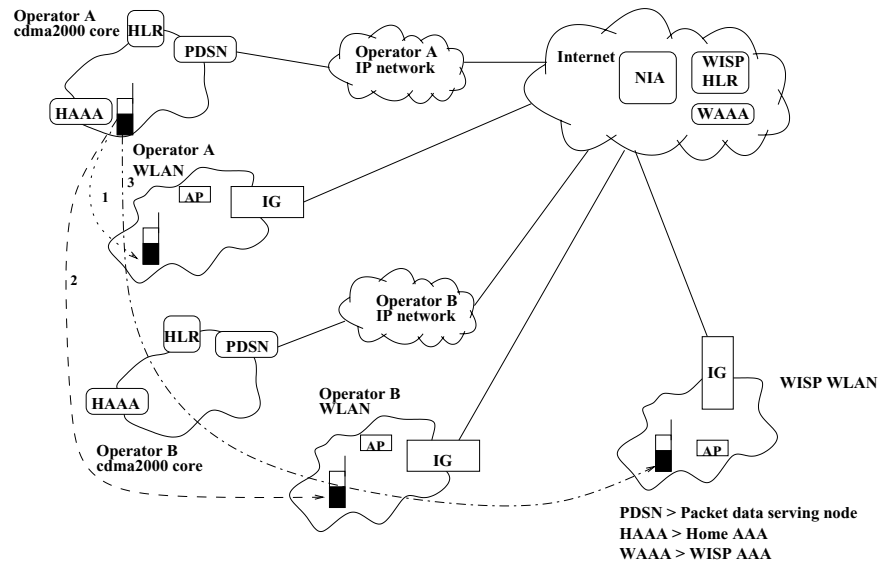 Operator A
cdma2000 core
HLR
PDSN
HAAA
Operator A
IP network
Internet
NIA
WISP
HLR
WAAA
Operator A
WLAN
1
3
AP
IG
2
Operator B
IP network
HLR
PDSN
HAAA
Operator B
cdma2000 core
Operator B
WLAN
AP
IG
IG
WISP WLAN
AP
PDSN > Packet data serving node
HAAA > Home AAA
WAAA > WISP AAA